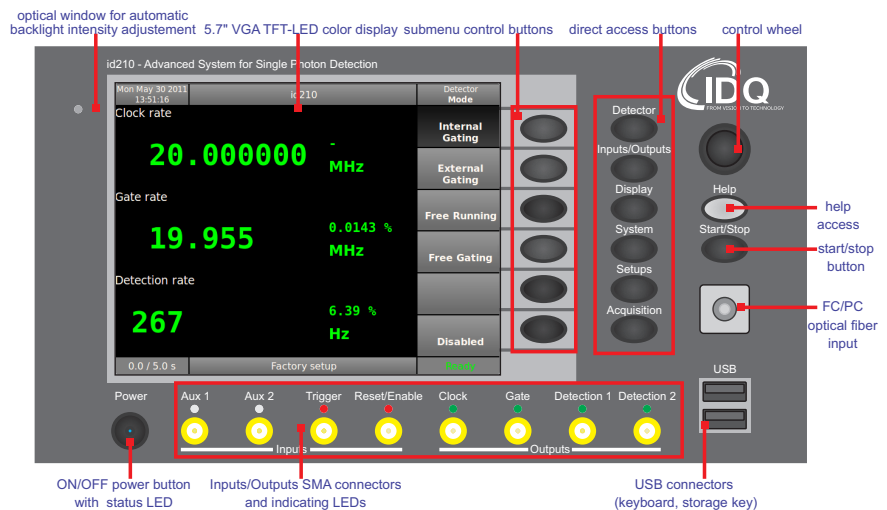 optical window for automatic
backlight intensity adjustement
5.7" VGA TFT-LED color display
submenu control buttons
direct access buttons
control wheel
id210 - Advanced System for Single Photon Detection
IDQ
FROM VISION TO TECHNOLOGY
Mon May 30 2011
13:51:16
id210
Detector
Mode
Clock rate
20.000000
-
MHz
Gate rate
19.955
0.0143 %
MHz
Detection rate
267
6.39 %
Hz
Internal
Gating
External
Gating
Free Running
Free Gating
Disabled
0.0 / 5.0 s
Factory setup
Ready
Detector
Inputs/Outputs
Display
System
Setups
Acquisition
Help
Start/Stop
help
access
start/stop
button
FC/PC
optical fiber
input
USB
Power
Aux 1
Aux 2
Trigger
Reset/Enable
Clock
Gate
Detection 1
Detection 2
Inputs
Outputs
ON/OFF power button
with status LED
Inputs/Outputs SMA connectors
and indicating LEDs
USB connectors
(keyboard, storage key)